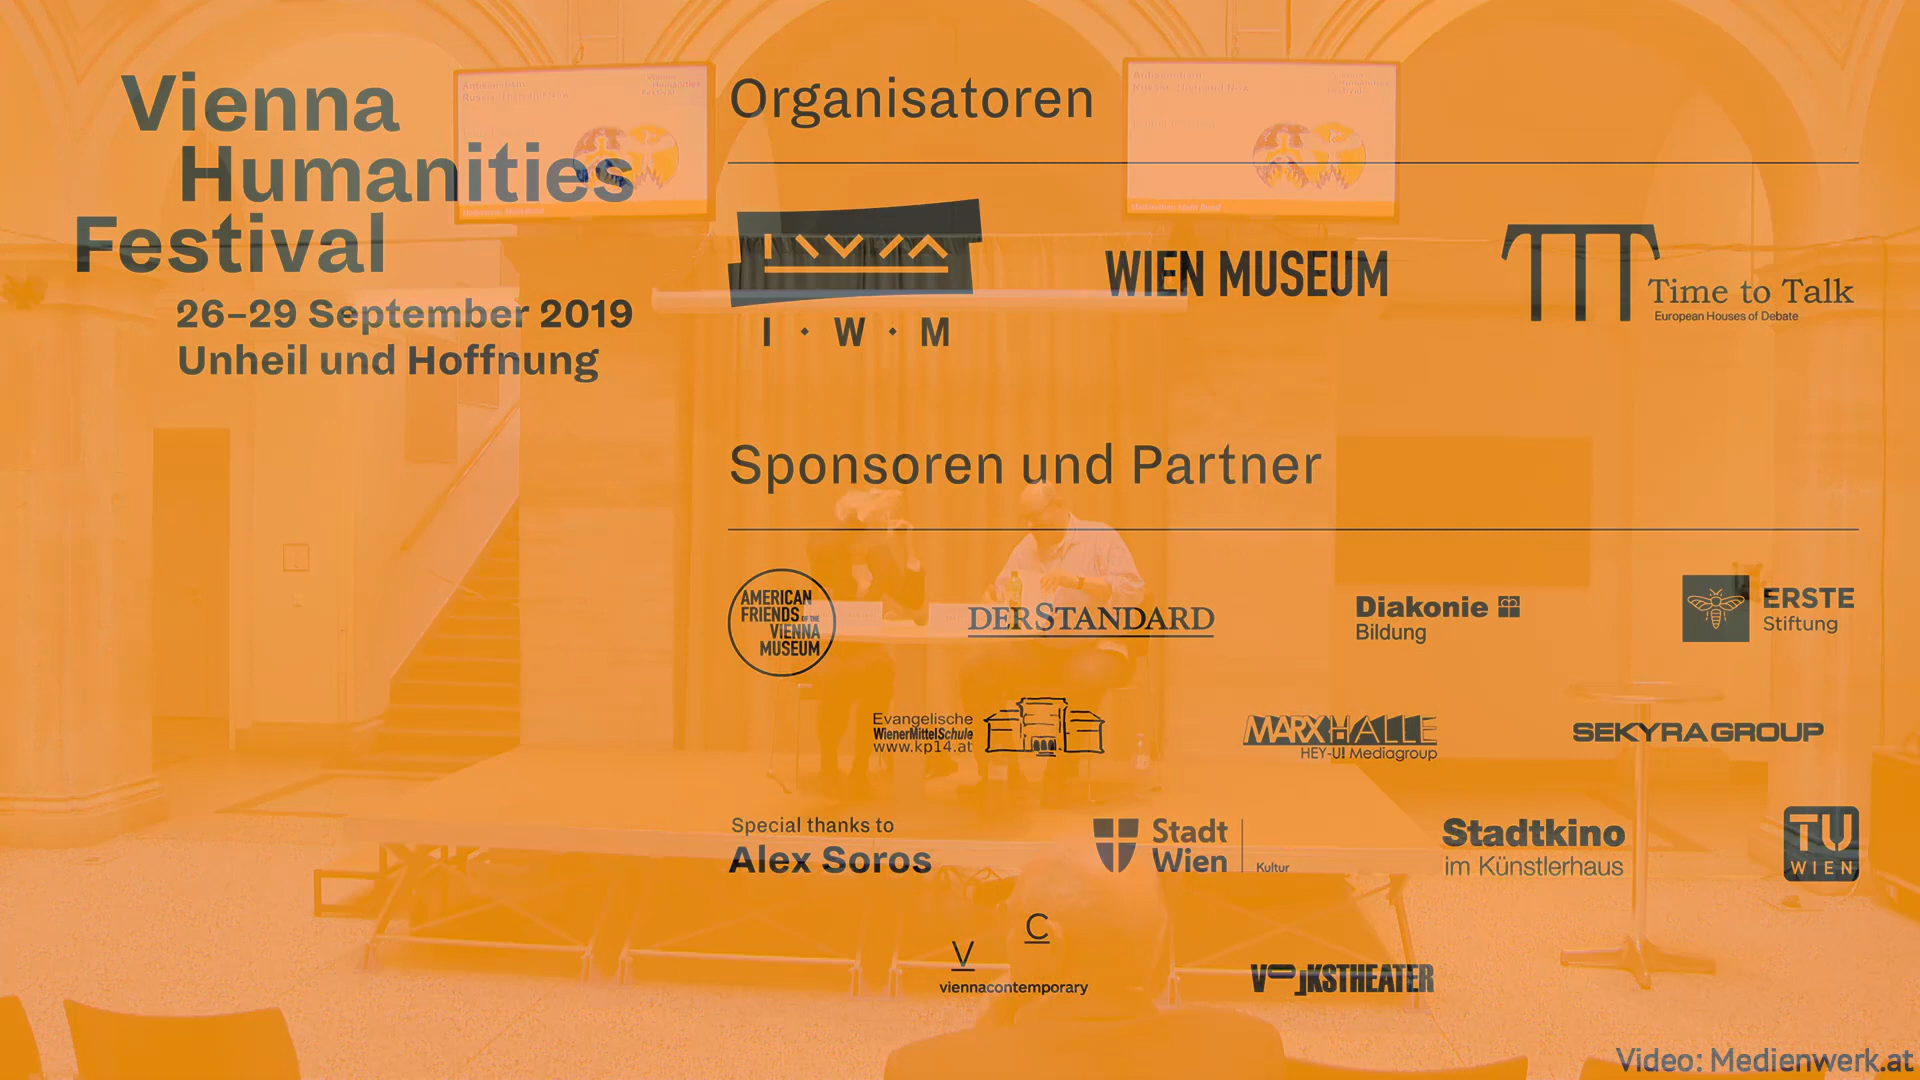 Vienna
Humanities
Festival
26–29 September 2019
Unheil und Hoffnung
Organisatoren
I · W · M
WIEN MUSEUM
Time to Talk
European Houses of Debate
Sponsoren und Partner
AMERICAN
FRIENDS OF THE
VIENNA
MUSEUM
DERSTANDARD
Diakonie
Bildung
ERSTE
Stiftung
Evangelische
WienerMittelSchule
www.kp14.at
MARXHALLE
HEY-U! Mediagroup
SEKYRA GROUP
Special thanks to
Alex Soros
Stadt
Wien
Kultur
Stadtkino
im Künstlerhaus
TU
WIEN
V C
viennacontemporary
VOLKSTHEATER
Video: Medienwerk.at